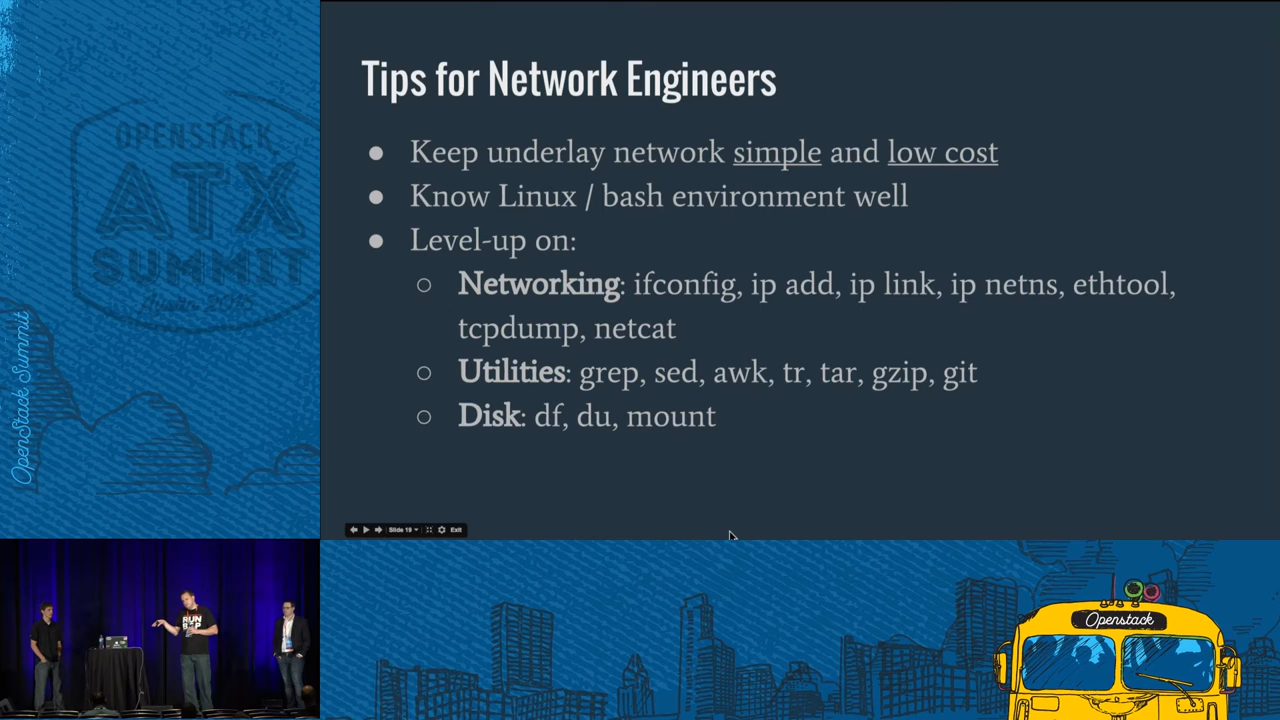 OPENSTACK
ATX
SUMMIT
Austin 2016
OpenStack Summit
Tips for Network Engineers
● Keep underlay network simple and low cost
● Know Linux / bash environment well
● Level-up on:
○ Networking: ifconfig, ip add, ip link, ip netns, ethtool,
tcpdump, netcat
○ Utilities: grep, sed, awk, tr, tar, gzip, git
○ Disk: df, du, mount
Slide 19
Exit
RUN
Openstack